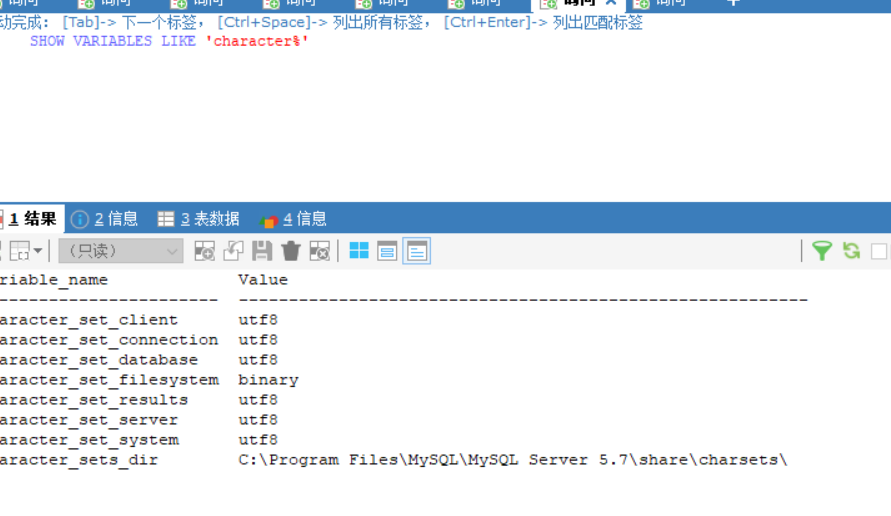 询问 询问 询问 询问 询问 询问 询问 +
动完成: [Tab]-> 下一个标签, [Ctrl+Space]-> 列出所有标签, [Ctrl+Enter]-> 列出匹配标签
SHOW VARIABLES LIKE 'character%'
1 结果 2 信息 3 表数据 4 信息
(只读)
riable_name Value
---------------------- ---------------------------------------------------------
aracter_set_client utf8
aracter_set_connection utf8
aracter_set_database utf8
aracter_set_filesystem binary
aracter_set_results utf8
aracter_set_server utf8
aracter_set_system utf8
aracter_sets_dir C:\Program Files\MySQL\MySQL Server 5.7\share\charsets\